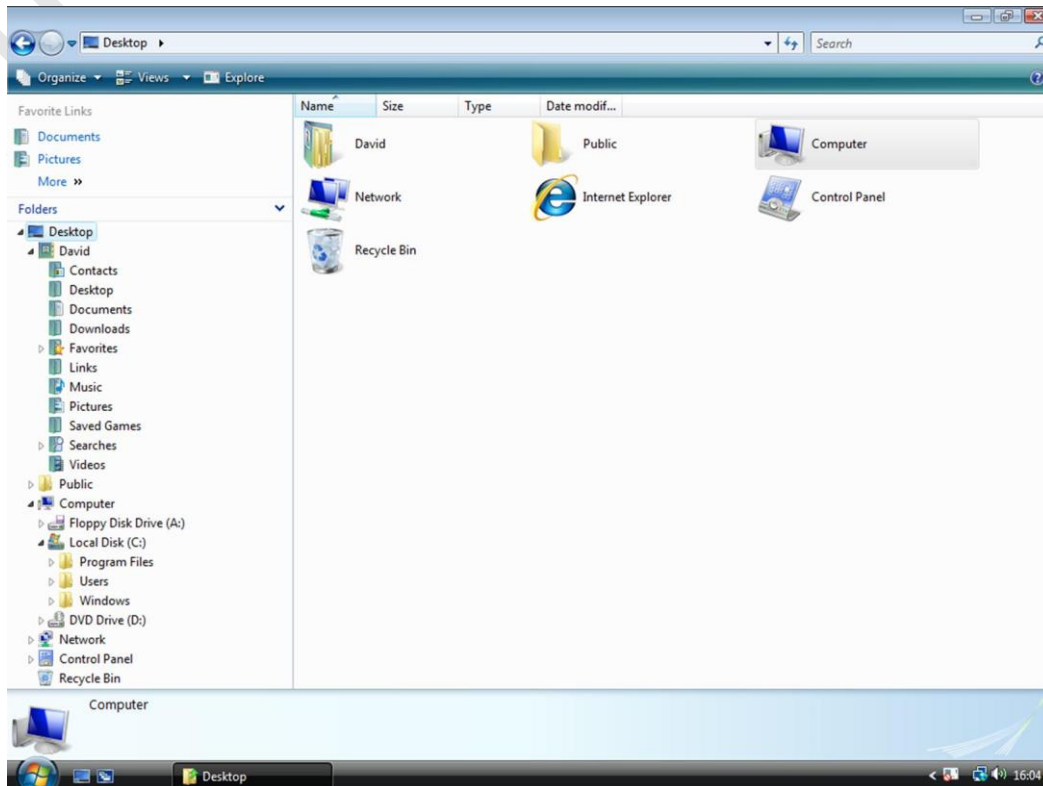 Desktop
Search
Organize Views Explore
Favorite Links
Documents
Pictures
More »
Folders
Desktop
David
Contacts
Desktop
Documents
Downloads
Favorites
Links
Music
Pictures
Saved Games
Searches
Videos
Public
Computer
Floppy Disk Drive (A:)
Local Disk (C:)
Program Files
Users
Windows
DVD Drive (D:)
Network
Control Panel
Recycle Bin
Name Size Type Date modif...
David Public Computer
Network Internet Explorer Control Panel
Recycle Bin
Computer
Desktop
16:04